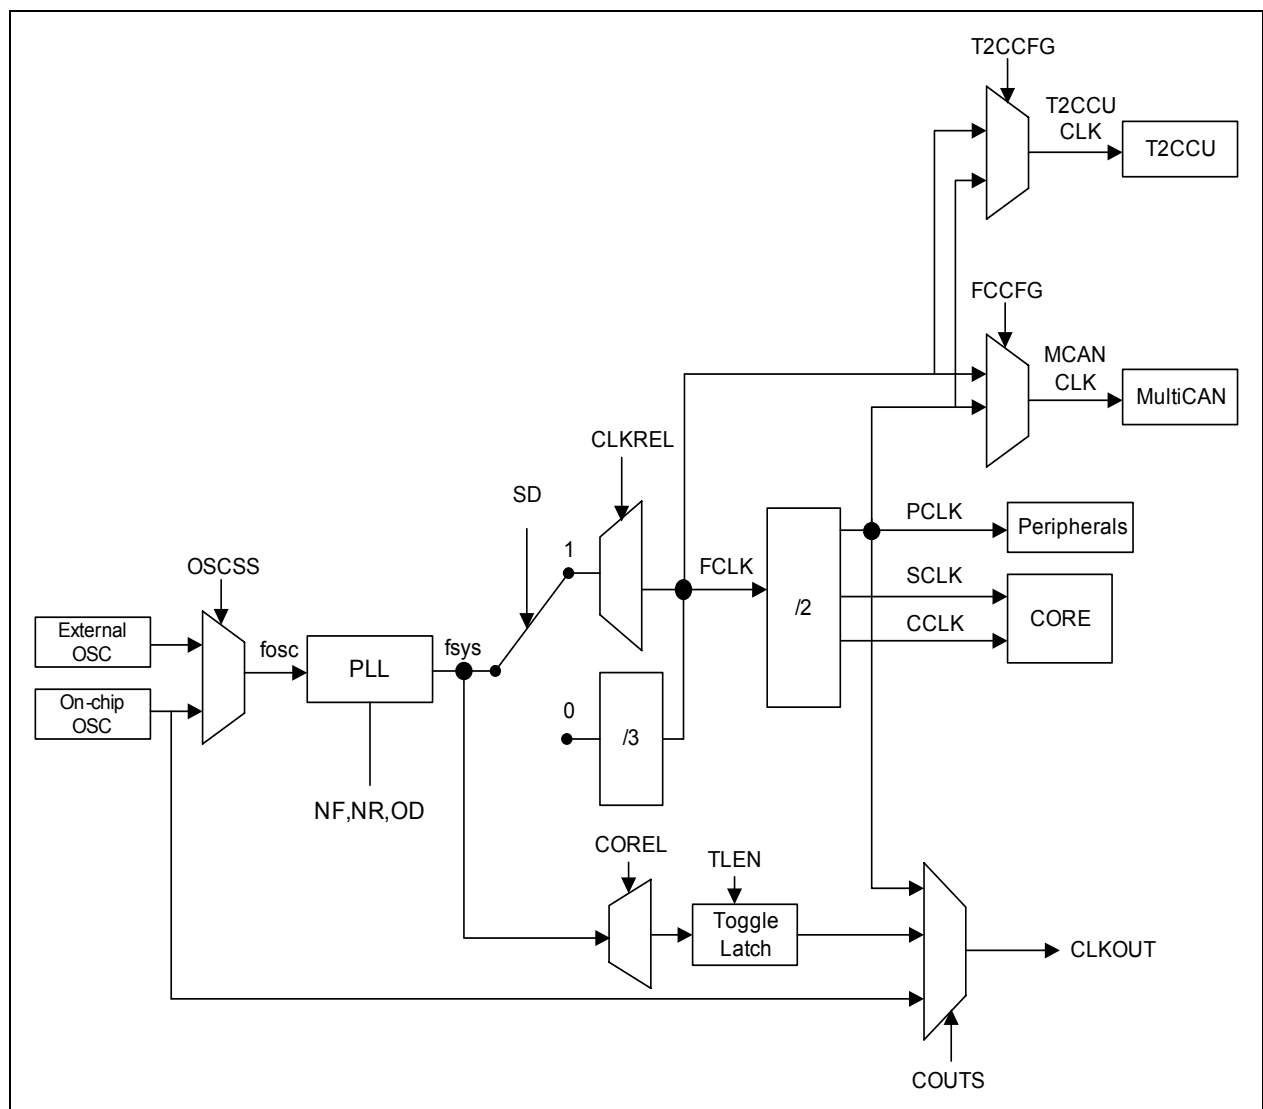 T2CCFG
T2CCU
CLK
T2CCU
FCCFG
MCAN
CLK
MultiCAN
CLKREL
SD
1
OSCSS
FCLK
PCLK
Peripherals
SCLK
/2
CORE
CCLK
External
OSC
fosc
PLL
fsys
On-chip
OSC
0
/3
NF,NR,OD
COREL
TLEN
Toggle
Latch
CLKOUT
COUTS